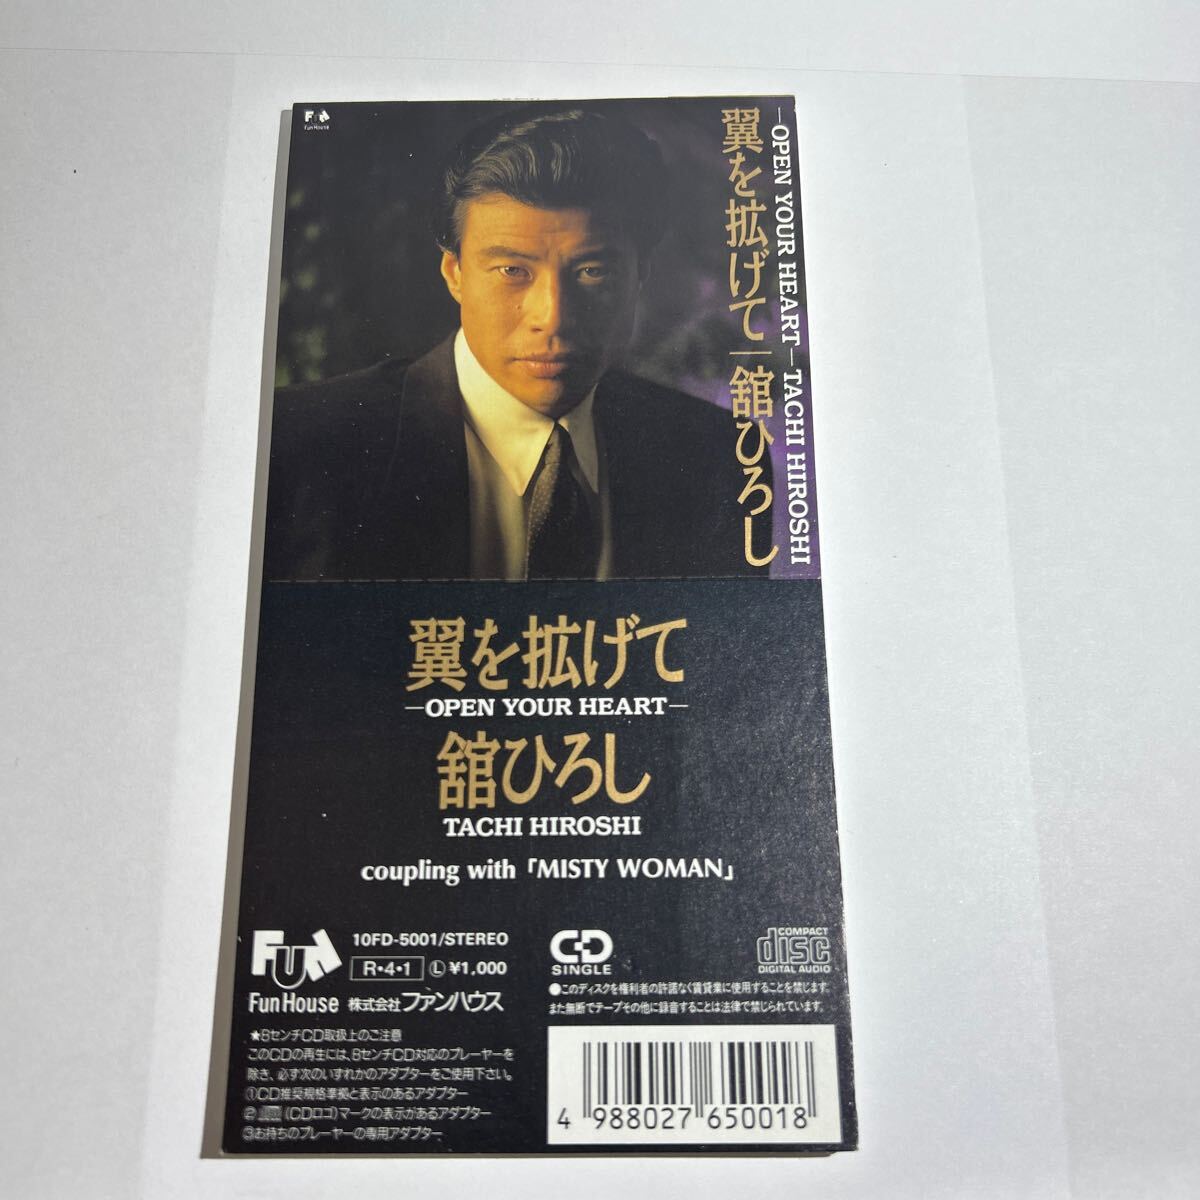 FUN
Fun House
翼を拡げて│舘ひろし
—OPEN YOUR HEART—TACHI HIROSHI
翼を拡げて
—OPEN YOUR HEART—
舘ひろし
TACHI HIROSHI
coupling with「MISTY WOMAN」
FUN
Fun House
10FD-5001/STEREO
R•4•1 Ⓛ ¥1,000
株式会社ファンハウス
CD
SINGLE
COMPACT
disc
DIGITAL AUDIO
●このディスクを権利者の許諾なく賃貸業に使用することを禁じます。
また無断でテープその他に録音することは法律で禁じられています。
★8センチCD取扱上のご注意
このCDの再生には、8センチCD対応のプレーヤーを
除き、必ず次のいずれかのアダプターをご使用下さい。
①CD推奨規格準拠と表示のあるアダプター
②(CDロゴ)マークの表示があるアダプター
③お持ちのプレーヤーの専用アダプター
4 988027 650018